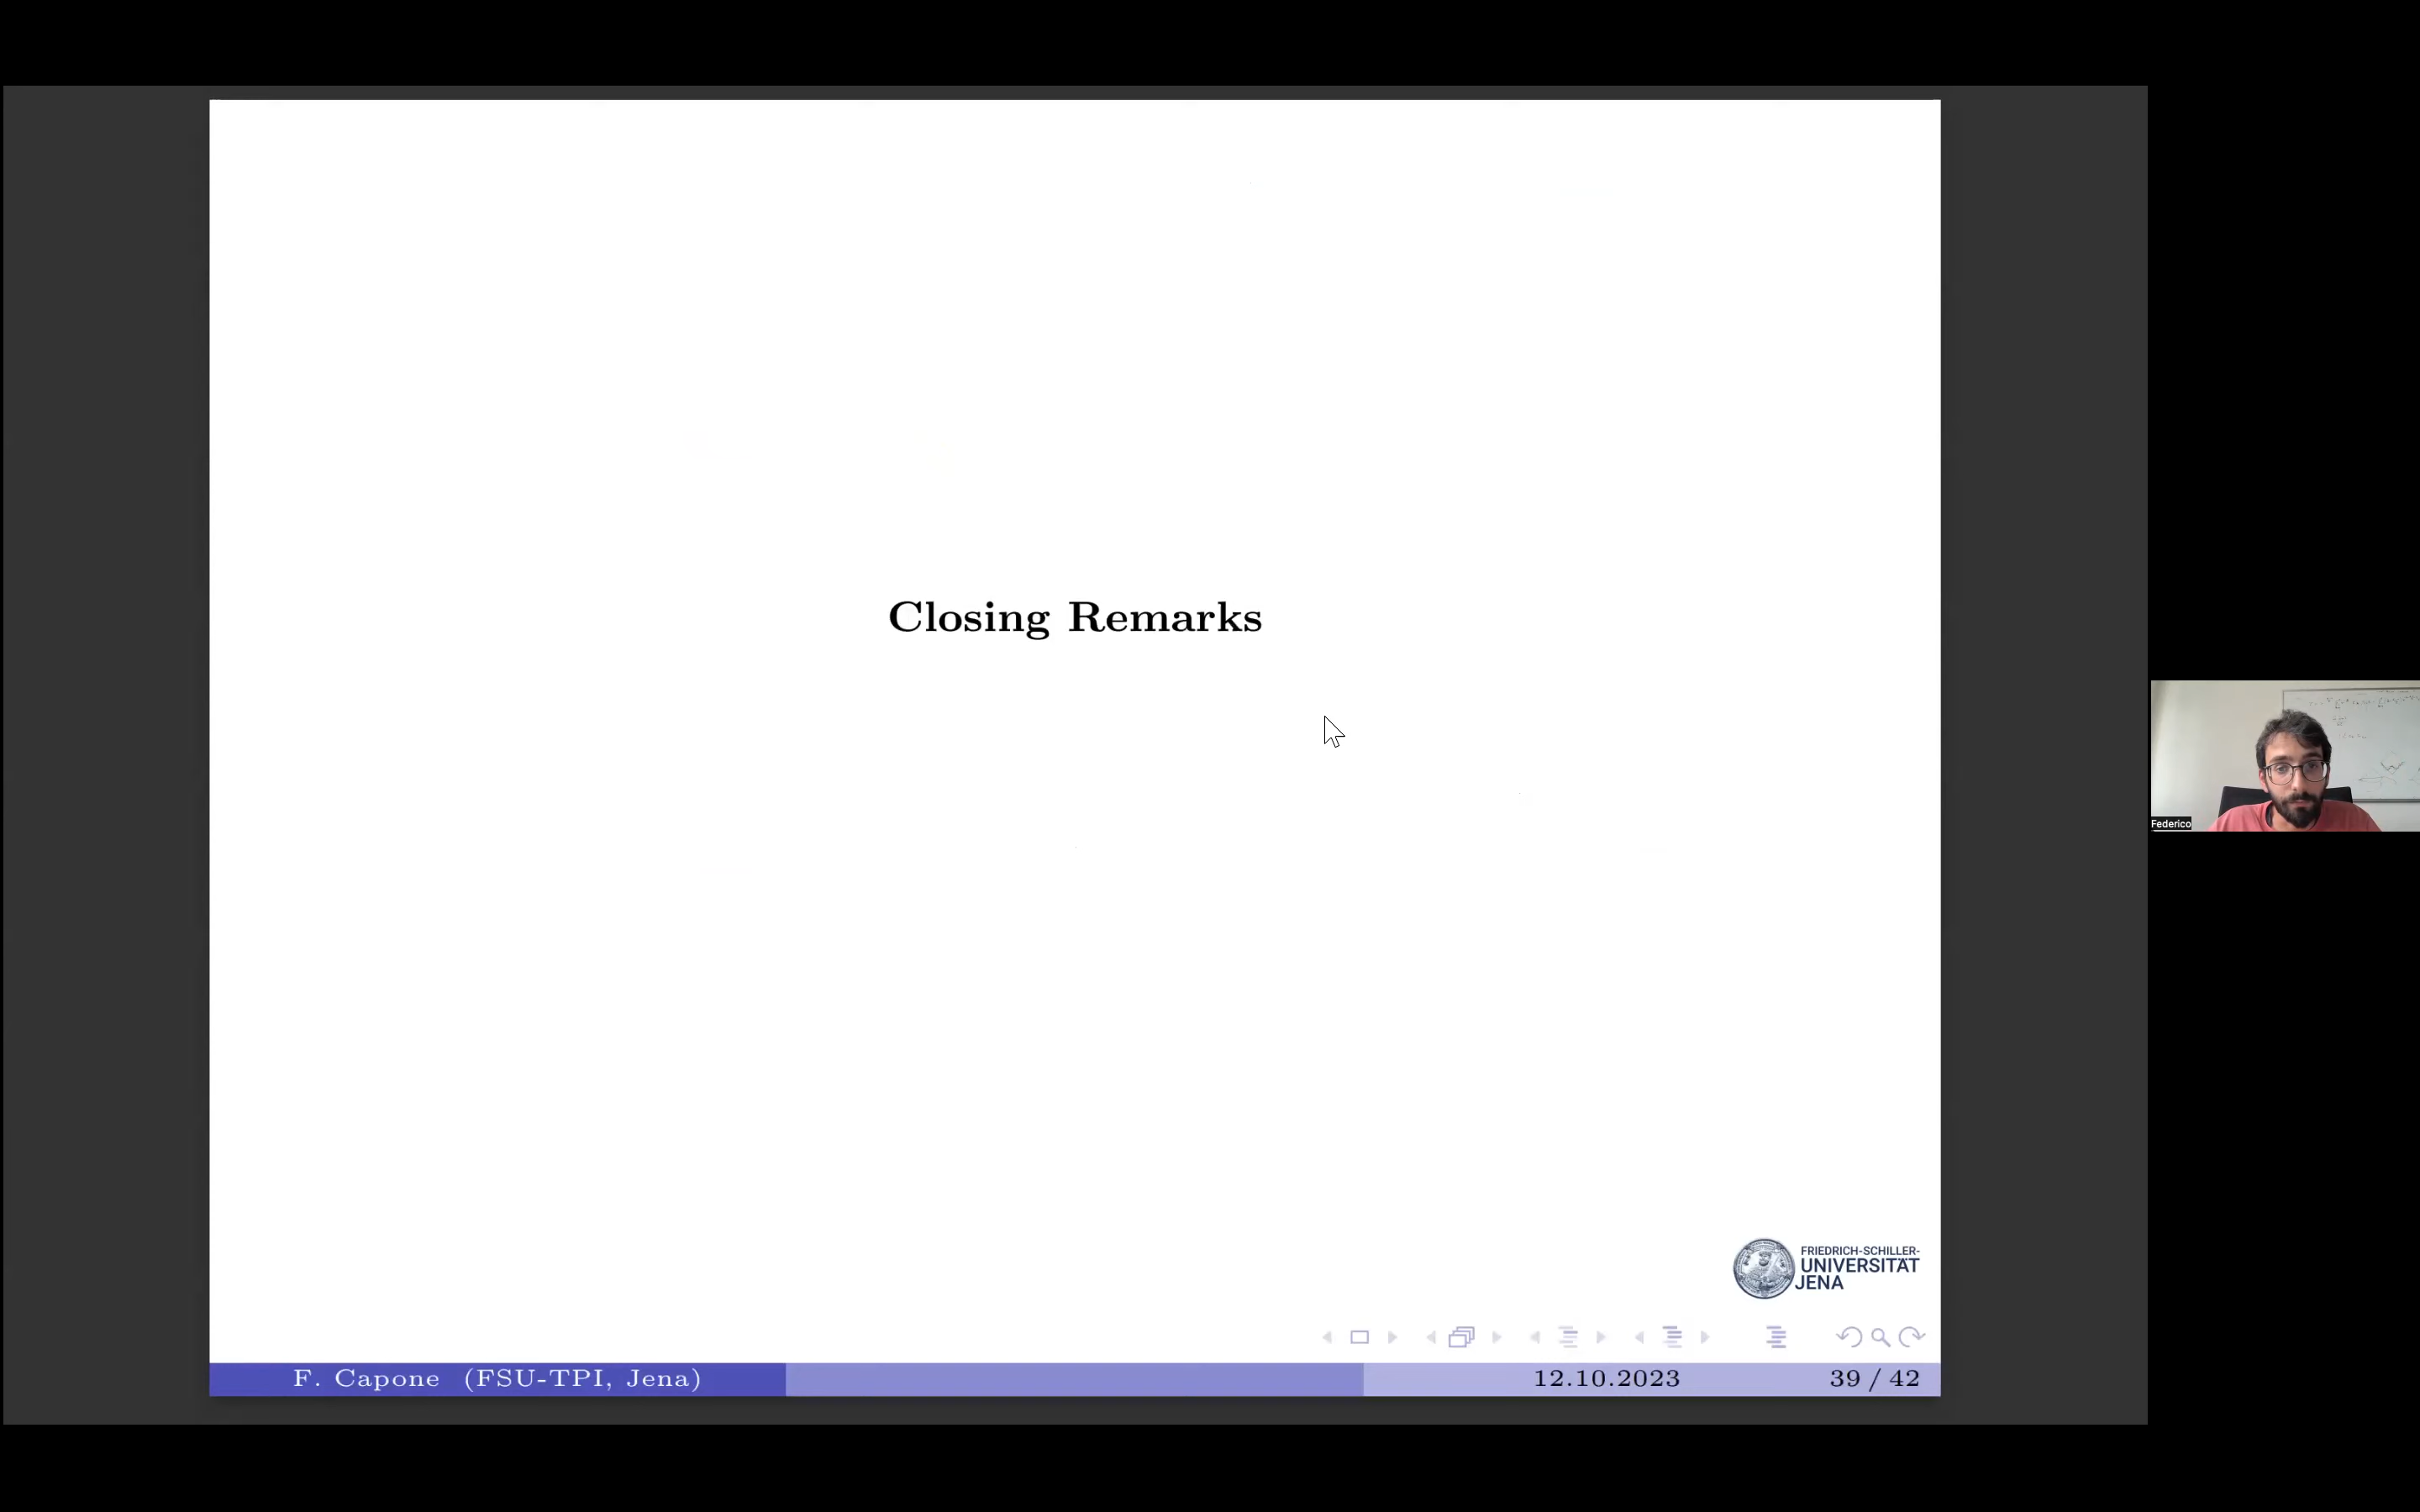 Closing Remarks
Federico
FRIEDRICH-SCHILLER-
UNIVERSITÄT
JENA
F. Capone (FSU-TPI, Jena)
12.10.2023
39 / 42